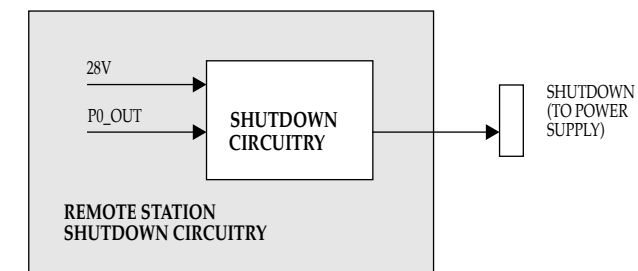 28V
P0_OUT
SHUTDOWN
CIRCUITRY
SHUTDOWN
(TO POWER
SUPPLY)
REMOTE STATION
SHUTDOWN CIRCUITRY